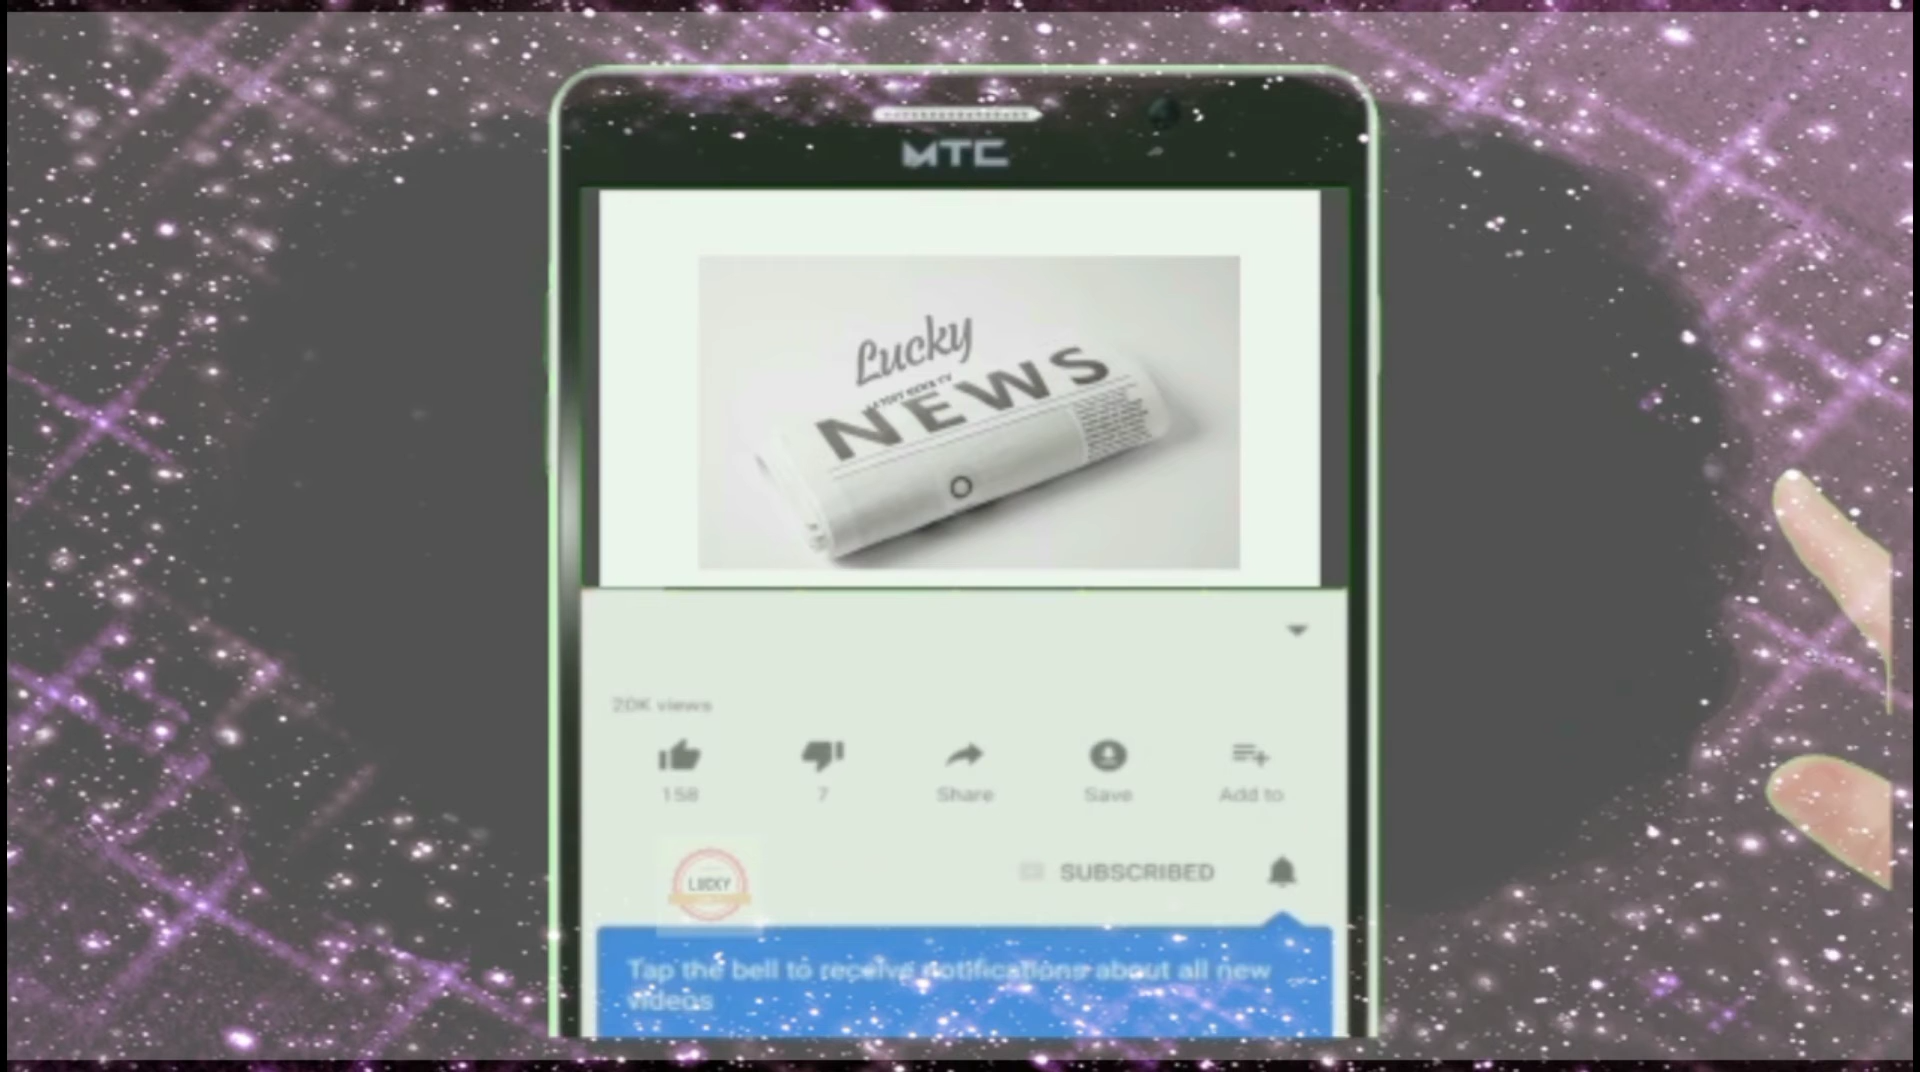 MTC
Lucky
NEWS
20K views
158
7
Share
Save
Add to
LUCKY
SUBSCRIBED
Tap the bell to receive notifications about all new
videos